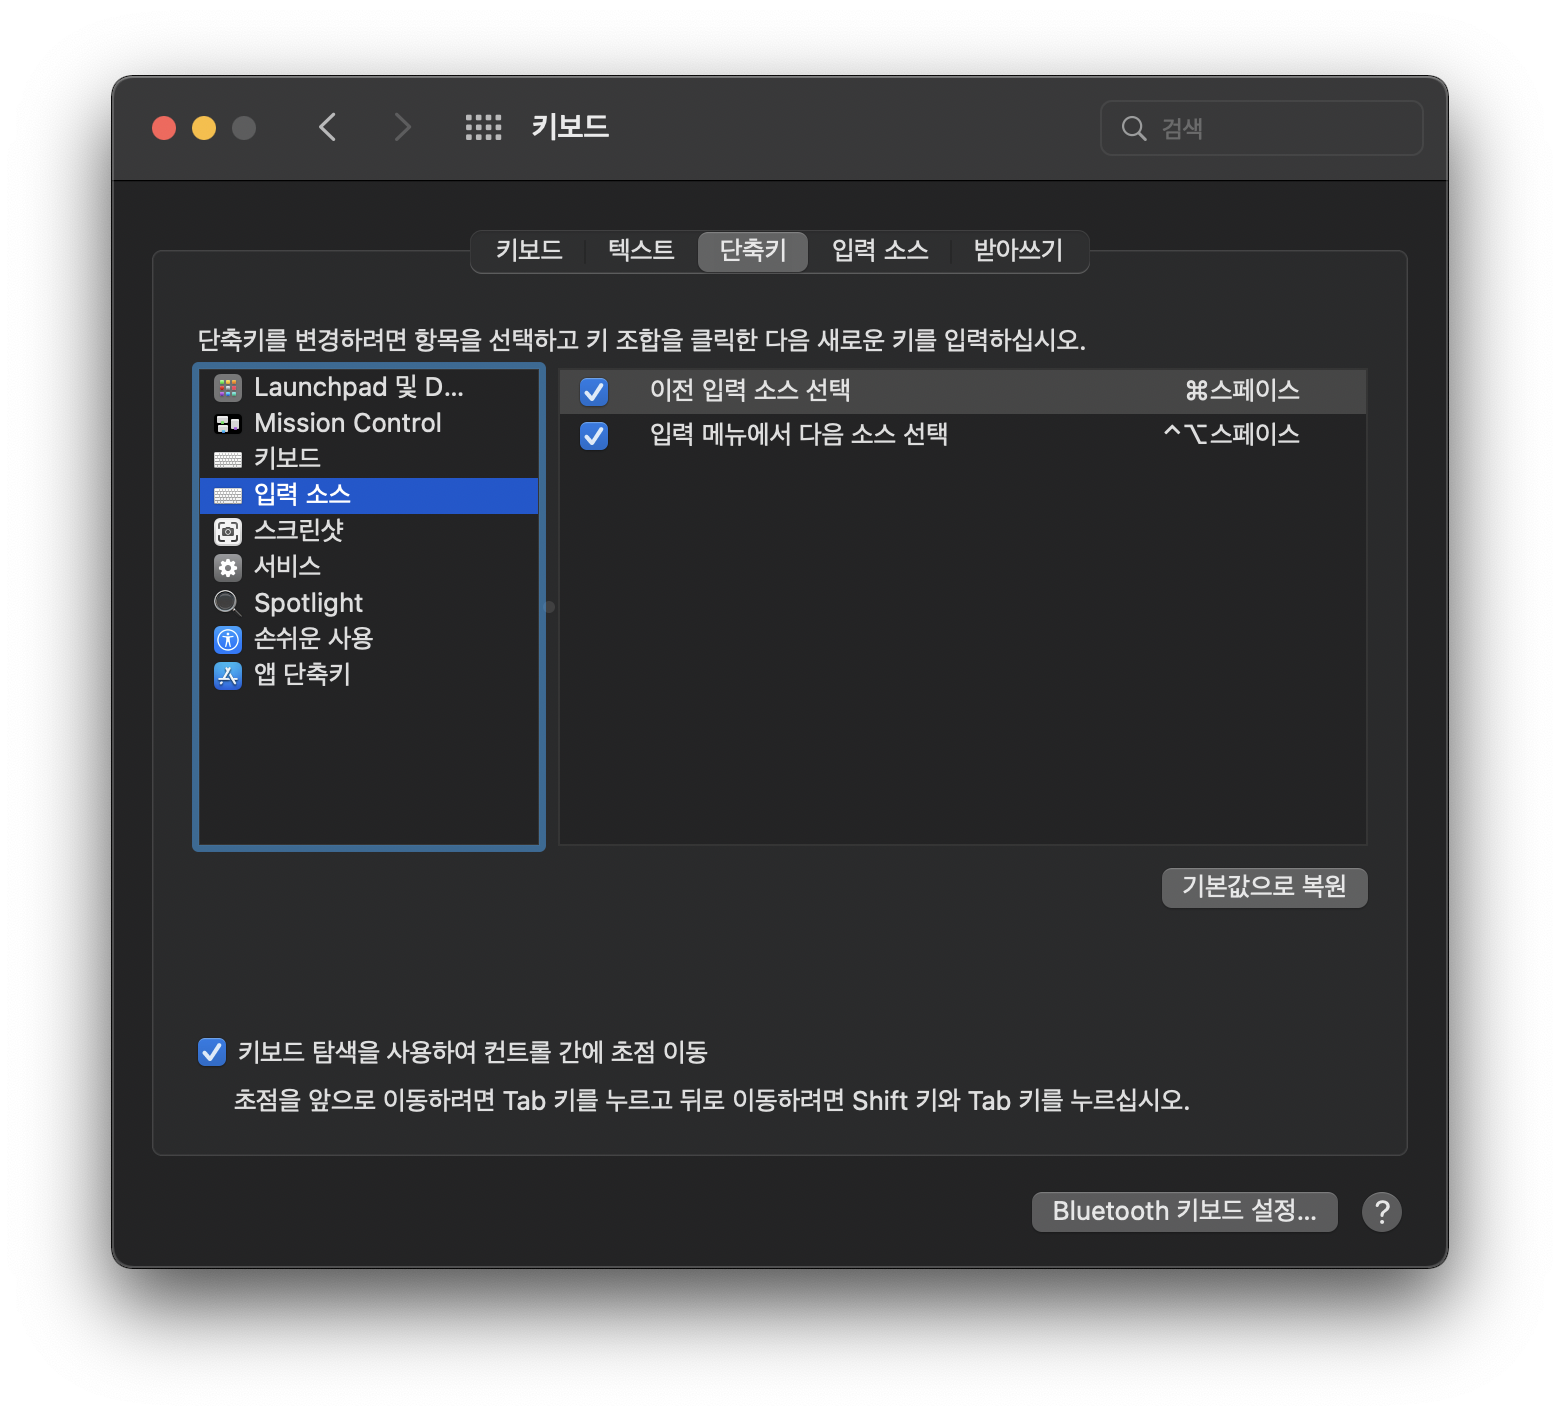 키보드
검색
키보드 텍스트 단축키 입력 소스 받아쓰기
단축키를 변경하려면 항목을 선택하고 키 조합을 클릭한 다음 새로운 키를 입력하십시오.
Launchpad 및 D...
Mission Control
키보드
입력 소스
스크린샷
서비스
Spotlight
손쉬운 사용
앱 단축키
이전 입력 소스 선택 ⌘스페이스
입력 메뉴에서 다음 소스 선택 ^⌥스페이스
기본값으로 복원
키보드 탐색을 사용하여 컨트롤 간에 초점 이동
초점을 앞으로 이동하려면 Tab 키를 누르고 뒤로 이동하려면 Shift 키와 Tab 키를 누르십시오.
Bluetooth 키보드 설정... ?